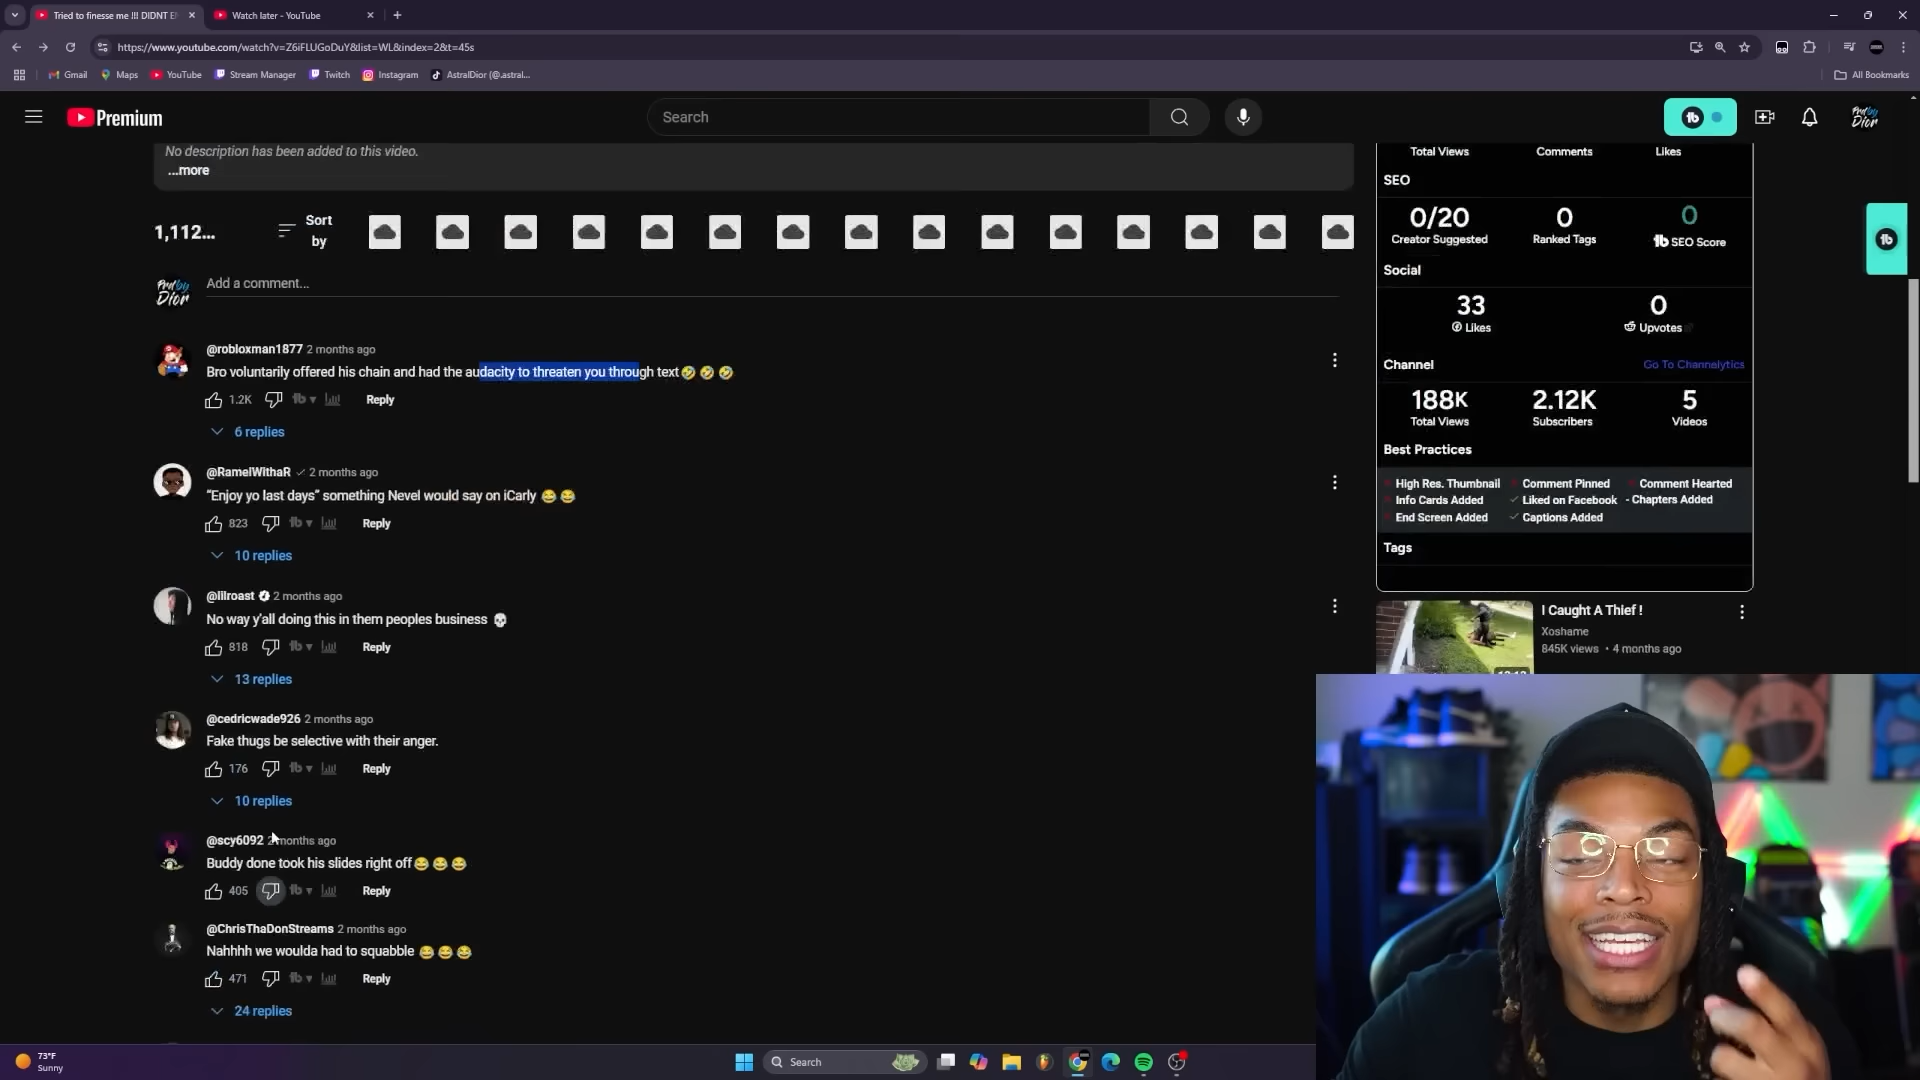 Tried to finesse me !!! DIDNT E
Watch later - YouTube
https://www.youtube.com/watch?v=Z6iFLUGoDuY&list=WL&index=2&t=45s
Gmail
Maps
YouTube
Stream Manager
Twitch
Instagram
AstralDior (@.astral...
All Bookmarks
Premium
Search
Prod by Dior
No description has been added to this video.
...more
1,112...
Sort
by
Prod by Dior
Add a comment...
@robloxman1877 2 months ago
Bro voluntarily offered his chain and had the audacity to threaten you through text🤣 🤣 🤣
1.2K
Reply
6 replies
@RamelWithaR 2 months ago
“Enjoy yo last days” something Nevel would say on iCarly 😂 😂
823
Reply
10 replies
@lilroast 2 months ago
No way y'all doing this in them peoples business 💀
818
Reply
13 replies
@cedricwade926 2 months ago
Fake thugs be selective with their anger.
176
Reply
10 replies
@scy6092 2 months ago
Buddy done took his slides right off😂 😂 😂
405
Reply
@ChrisThaDonStreams 2 months ago
Nahhhh we woulda had to squabble 😂 😂 😂
471
Reply
24 replies
Total Views Comments Likes
SEO
0/20 0 0
Creator Suggested Ranked Tags tb SEO Score
Social
33 0
Likes Upvotes
Channel Go To Channelytics
188K 2.12K 5
Total Views Subscribers Videos
Best Practices
High Res. Thumbnail Comment Pinned Comment Hearted
Info Cards Added Liked on Facebook - Chapters Added
End Screen Added Captions Added
Tags
I Caught A Thief !
Xoshame
845K views • 4 months ago
73°F
Sunny
Search